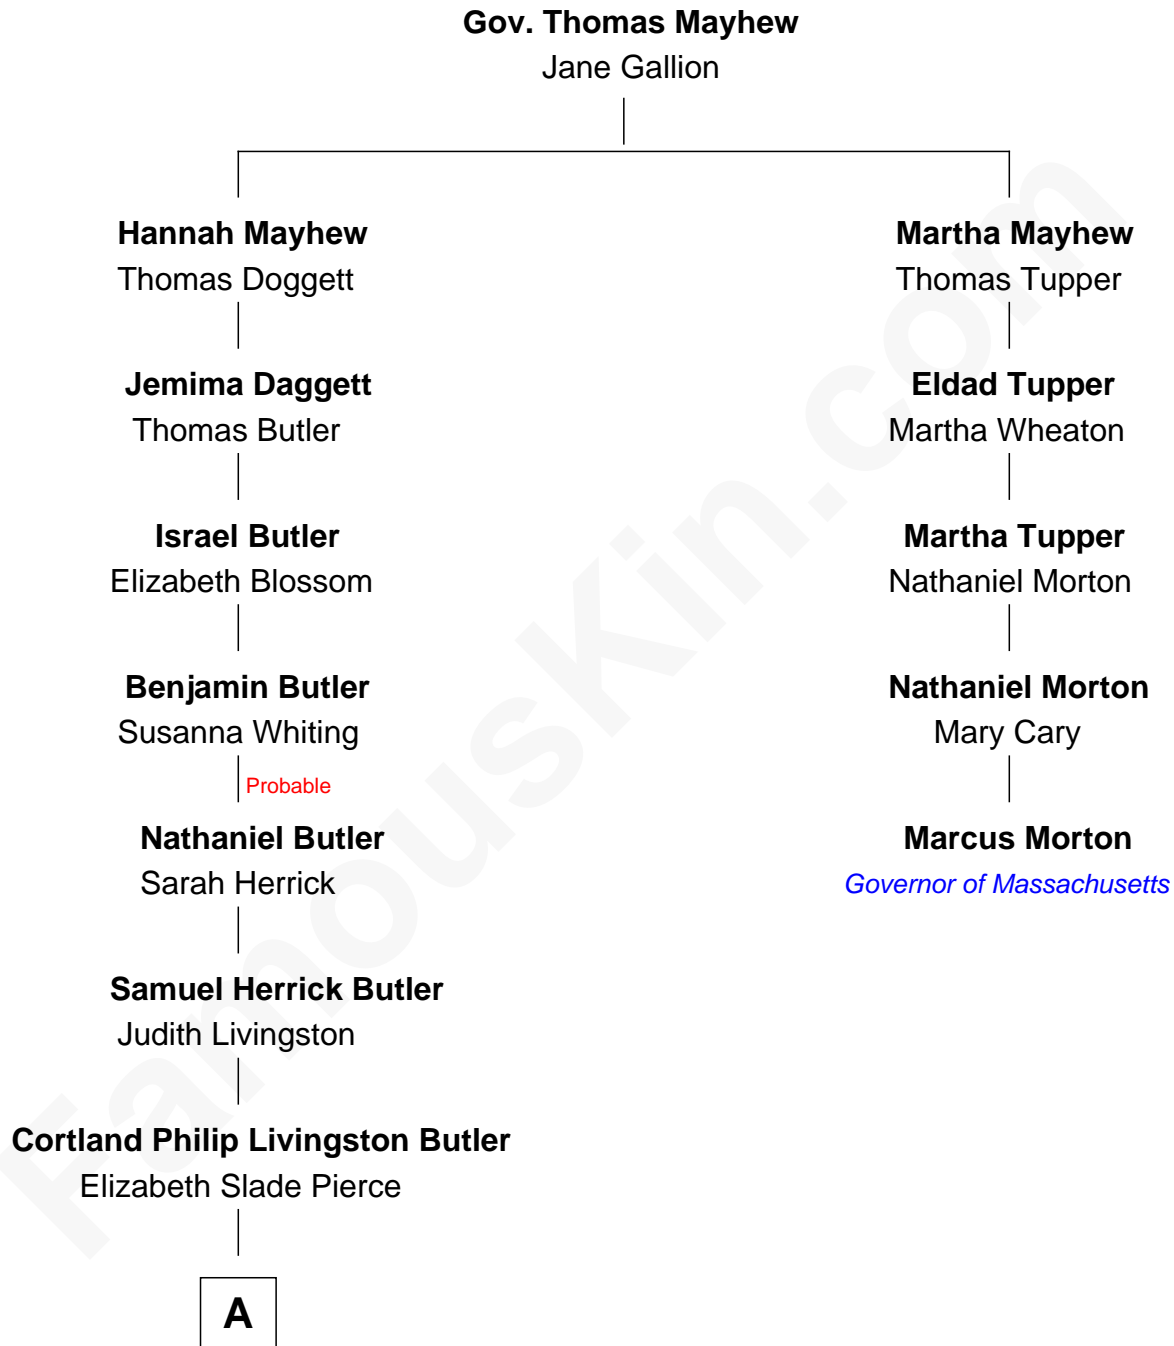 Gov. Thomas Mayhew
Jane Gallion
Hannah Mayhew
Thomas Doggett
Jemima Daggett
Thomas Butler
Israel Butler
Elizabeth Blossom
Benjamin Butler
Susanna Whiting
Probable
Nathaniel Butler
Sarah Herrick
Samuel Herrick Butler
Judith Livingston
Cortland Philip Livingston Butler
Elizabeth Slade Pierce
A
Martha Mayhew
Thomas Tupper
Eldad Tupper
Martha Wheaton
Martha Tupper
Nathaniel Morton
Nathaniel Morton
Mary Cary
Marcus Morton
Governor of Massachusetts
FamousKin.com